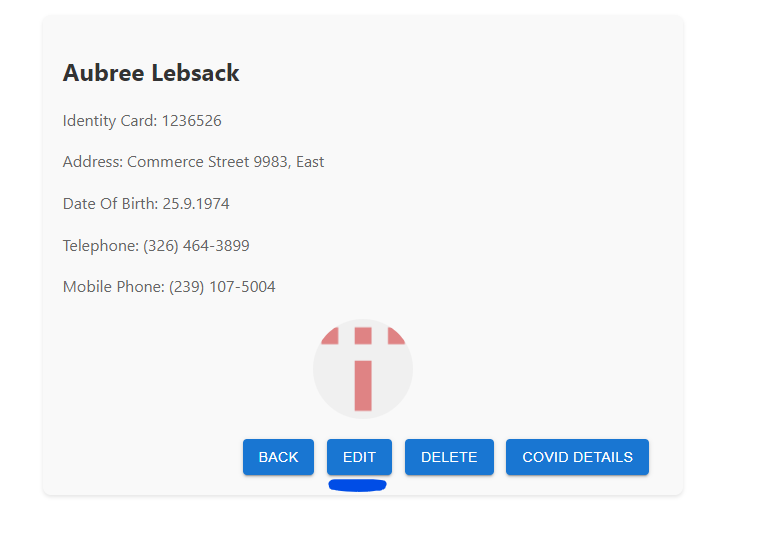 Aubree Lebsack
Identity Card: 1236526
Address: Commerce Street 9983, East
Date Of Birth: 25.9.1974
Telephone: (326) 464-3899
Mobile Phone: (239) 107-5004
BACK EDIT DELETE COVID DETAILS